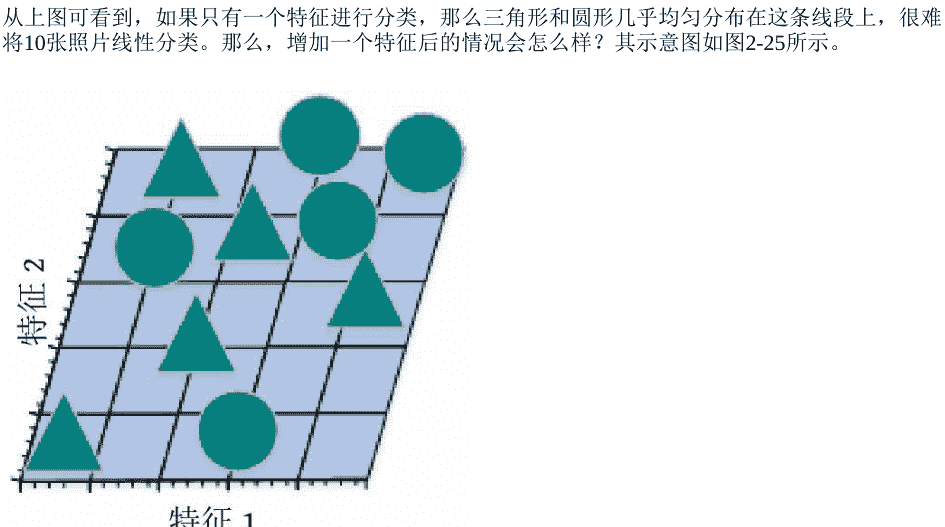 从上图可看到，如果只有一个特征进行分类，那么三角形和圆形几乎均匀分布在这条线段上，很难
将10张照片线性分类。那么，增加一个特征后的情况会怎么样？其示意图如图2-25所示。
特征 2
特征 1